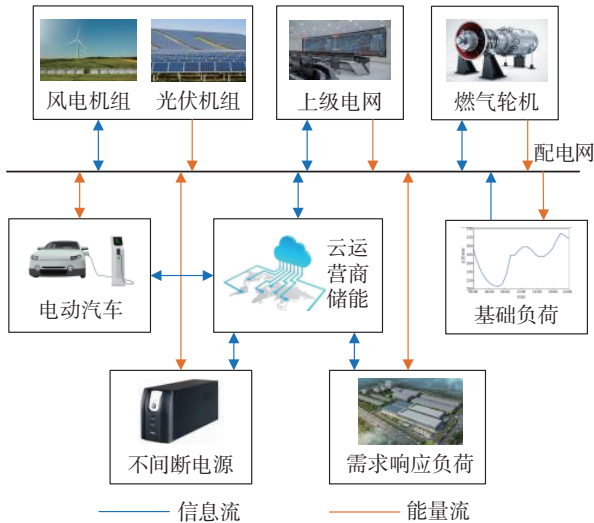 风电机组 光伏机组
上级电网
燃气轮机
配电网
电动汽车
云运
营商
储能
基础负荷
不间断电源
需求响应负荷
信息流
能量流